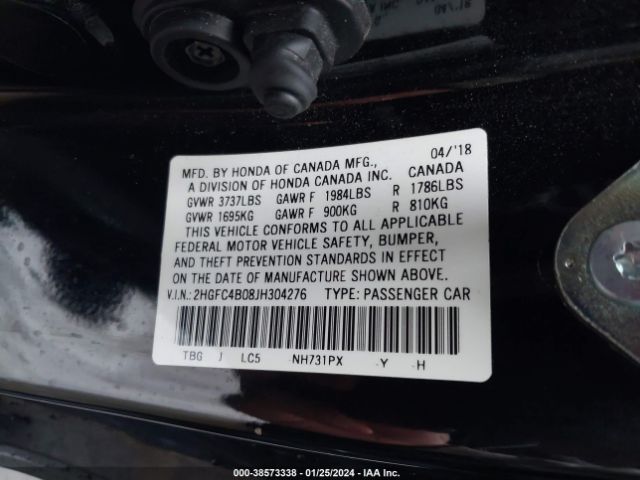 MFD. BY HONDA OF CANADA MFG., 04/'18
A DIVISION OF HONDA CANADA INC. CANADA
GVWR 3737LBS GAWR F 1984LBS R 1786LBS
GVWR 1695KG GAWR F 900KG R 810KG
THIS VEHICLE CONFORMS TO ALL APPLICABLE
FEDERAL MOTOR VEHICLE SAFETY, BUMPER,
AND THEFT PREVENTION STANDARDS IN EFFECT
ON THE DATE OF MANUFACTURE SHOWN ABOVE.
V.I.N.: 2HGFC4B08JH304276 TYPE: PASSENGER CAR
TBG J LC5 NH731PX Y H
000-38573338 - 01/25/2024 - IAA Inc.